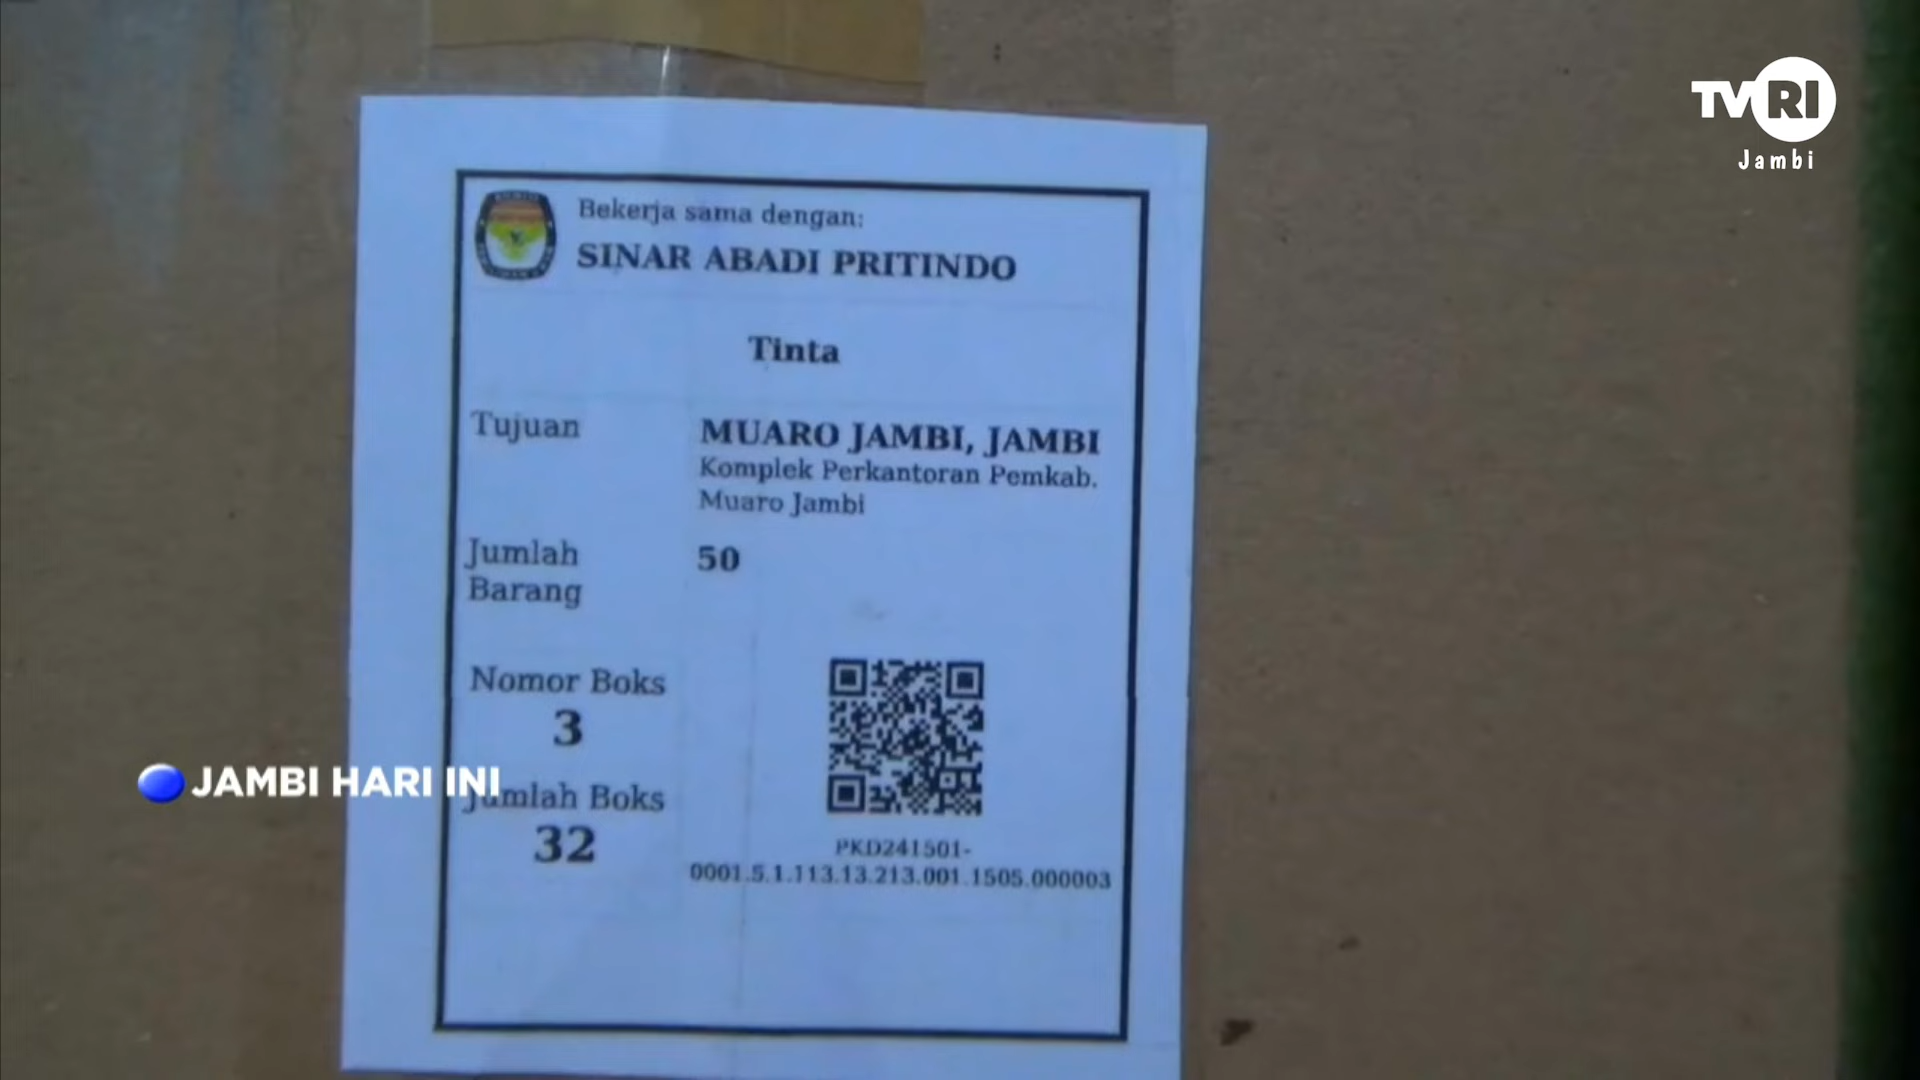 TVRI
Jambi
Bekerja sama dengan:
SINAR ABADI PRITINDO
Tinta
Tujuan
MUARO JAMBI, JAMBI
Komplek Perkantoran Pemkab.
Muaro Jambi
Jumlah
Barang
50
Nomor Boks
3
JAMBI HARI INI
Jumlah Boks
32
PKD241501-
0001.5.1.113.13.213.001.1505.000003